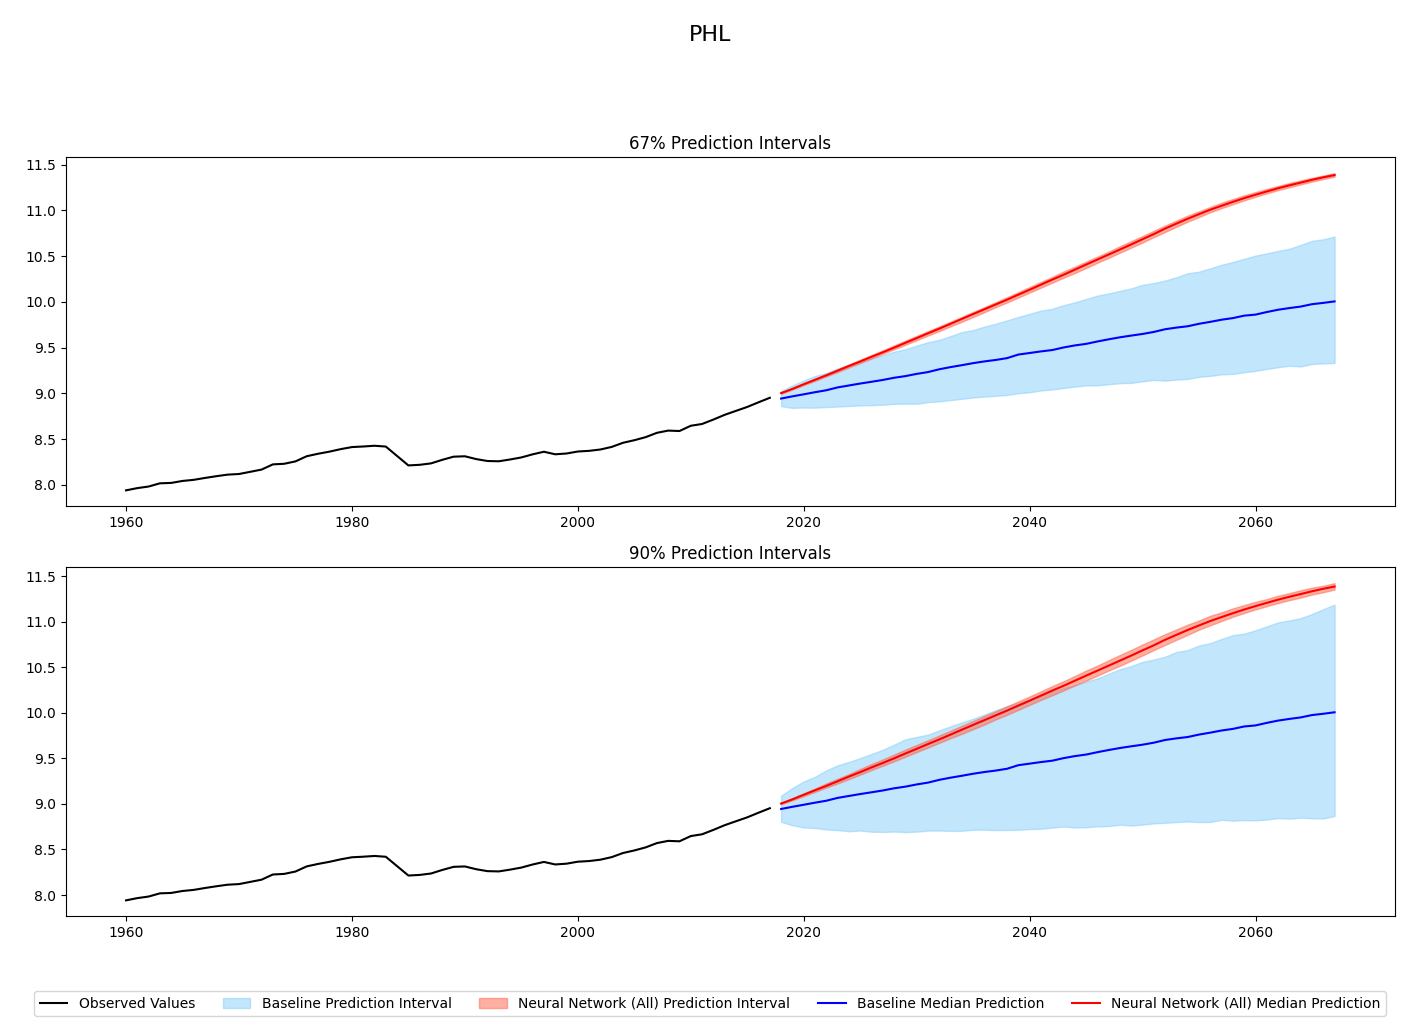 PHL
67% Prediction Intervals
11.5
11.0
10.5
10.0
9.5
9.0
8.5
8.0
1960 1980 2000 2020 2040 2060
90% Prediction Intervals
11.5
11.0
10.5
10.0
9.5
9.0
8.5
8.0
1960 1980 2000 2020 2040 2060
Observed Values Baseline Prediction Interval Neural Network (All) Prediction Interval Baseline Median Prediction Neural Network (All) Median Prediction